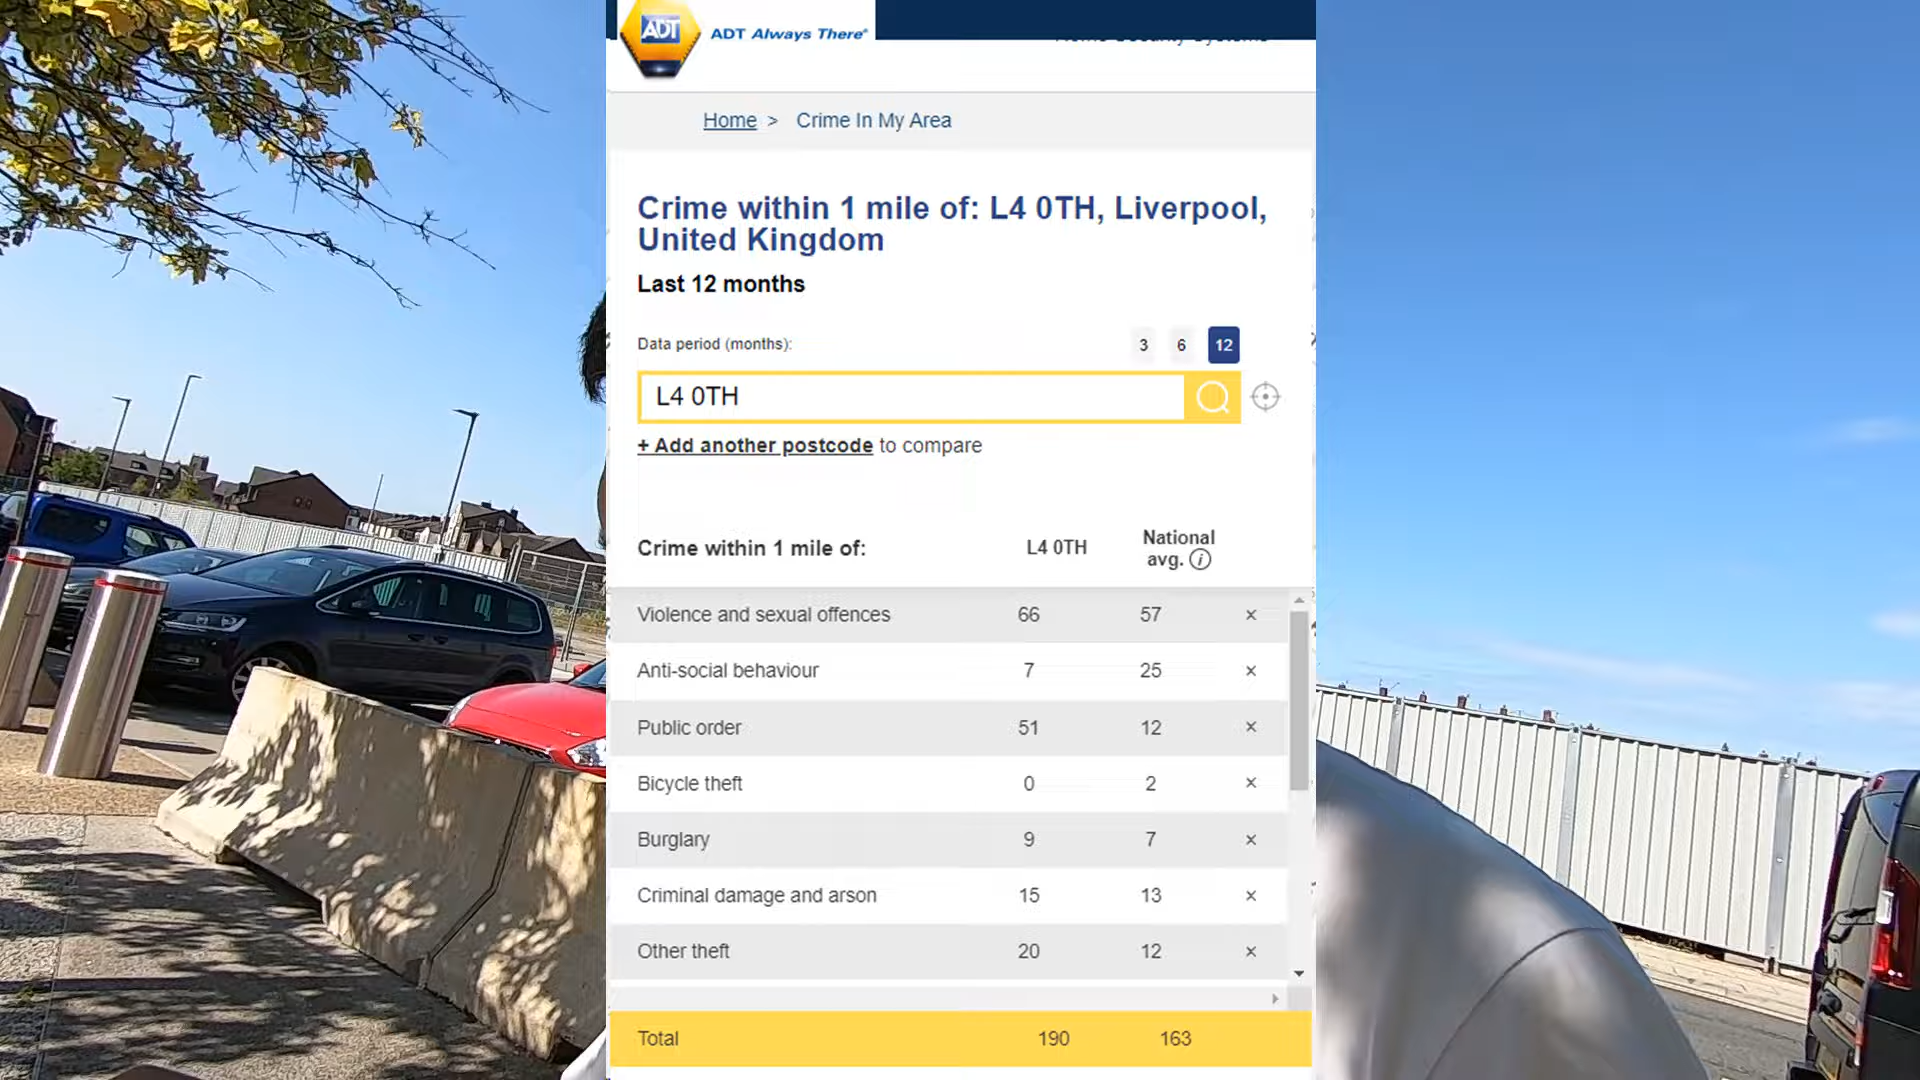 ADT
ADT Always There®
Home Security Systems
Home > Crime In My Area
Crime within 1 mile of: L4 0TH, Liverpool,
United Kingdom
Last 12 months
Data period (months): 3 6 12
L4 0TH
+ Add another postcode to compare
Crime within 1 mile of: L4 0TH National avg. i
Violence and sexual offences 66 57 ×
Anti-social behaviour 7 25 ×
Public order 51 12 ×
Bicycle theft 0 2 ×
Burglary 9 7 ×
Criminal damage and arson 15 13 ×
Other theft 20 12 ×
Total 190 163